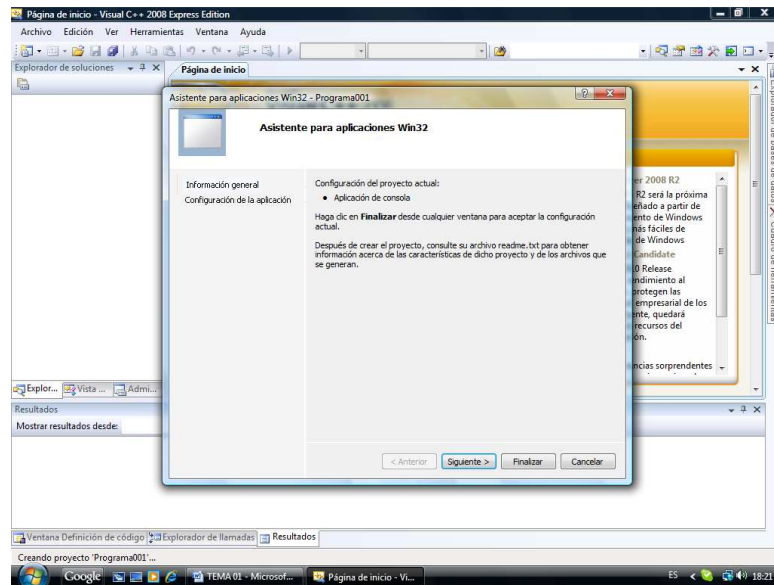 Página de inicio - Visual C++ 2008 Express Edition
Archivo Edición Ver Herramientas Ventana Ayuda
Explorador de soluciones
Página de inicio
Asistente para aplicaciones Win32 - Programa001
Asistente para aplicaciones Win32
Información general
Configuración de la aplicación
Configuración del proyecto actual:
• Aplicación de consola
Haga clic en Finalizar desde cualquier ventana para aceptar la configuración
actual.
Después de crear el proyecto, consulte su archivo readme.txt para obtener
información acerca de las características de dicho proyecto y de los archivos que
se generan.
< Anterior Siguiente > Finalizar Cancelar
er 2008 R2
R2 será la próxima
eñado a partir de
ento de Windows
nás fáciles de
de Windows
Candidate
.0 Release
endimiento al
protegen las
empresarial de los
ente, quedará
recursos del
ón.
ncias sorprendentes
Explor... Vista ... Admi...
Resultados
Mostrar resultados desde:
Ventana Definición de código Explorador de llamadas Resultados
Creando proyecto 'Programa001'...
Google TEMA 01 - Microsof... Página de inicio - Vi... ES 18:21